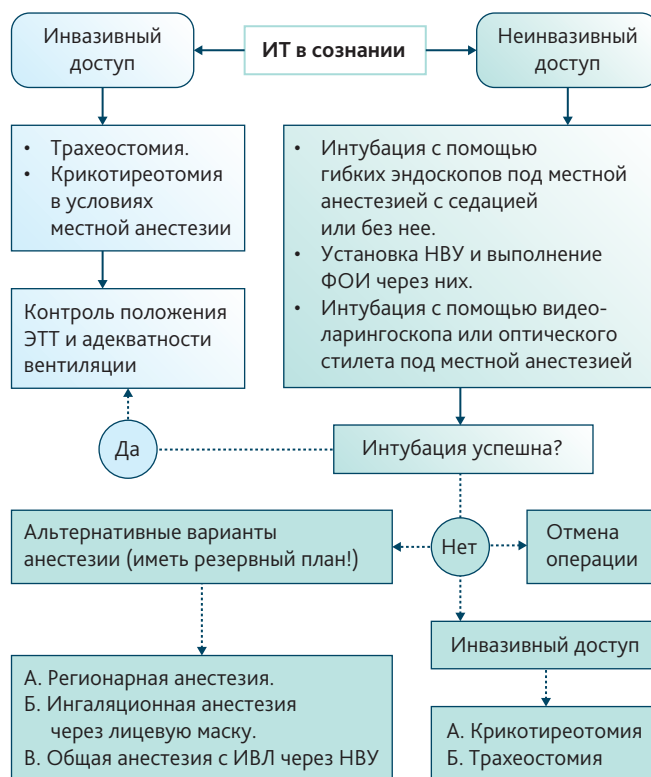 Инвазивный
доступ
ИТ в сознании
Неинвазивный
доступ
• Трахеостомия.
• Крикотиреотомия
в условиях
местной анестезии
• Интубация с помощью
гибких эндоскопов под местной
анестезией с седацией
или без нее.
• Установка НВУ и выполнение
ФОИ через них.
• Интубация с помощью видео-
ларингоскопа или оптического
стилета под местной анестезией
Контроль положения
ЭТТ и адекватности
вентиляции
Да
Интубация успешна?
Альтернативные варианты
анестезии (иметь резервный план!)
Нет
Отмена
операции
Инвазивный доступ
А. Регионарная анестезия.
Б. Ингаляционная анестезия
через лицевую маску.
В. Общая анестезия с ИВЛ через НВУ
А. Крикотиреотомия
Б. Трахеостомия